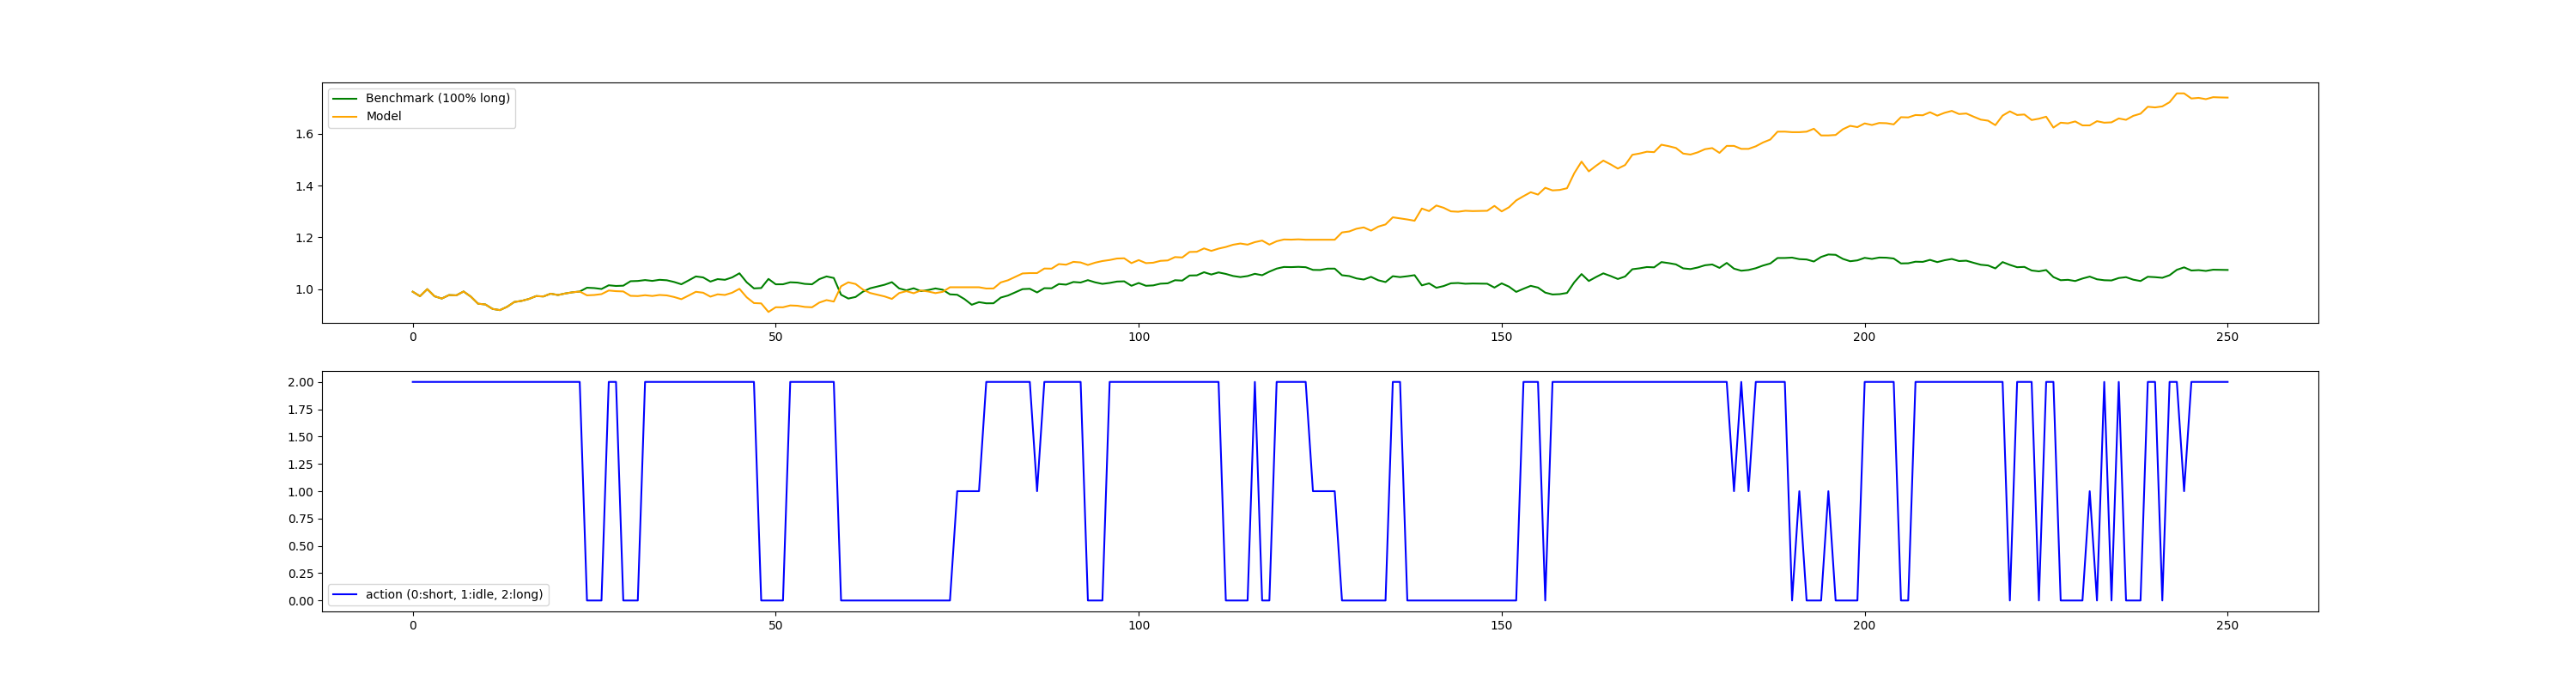 Benchmark (100% long)
Model
1.6
1.4
1.2
1.0
0 50 100 150 200 250
2.00
1.75
1.50
1.25
1.00
0.75
0.50
0.25
0.00
action (0:short, 1:idle, 2:long)
0 50 100 150 200 250